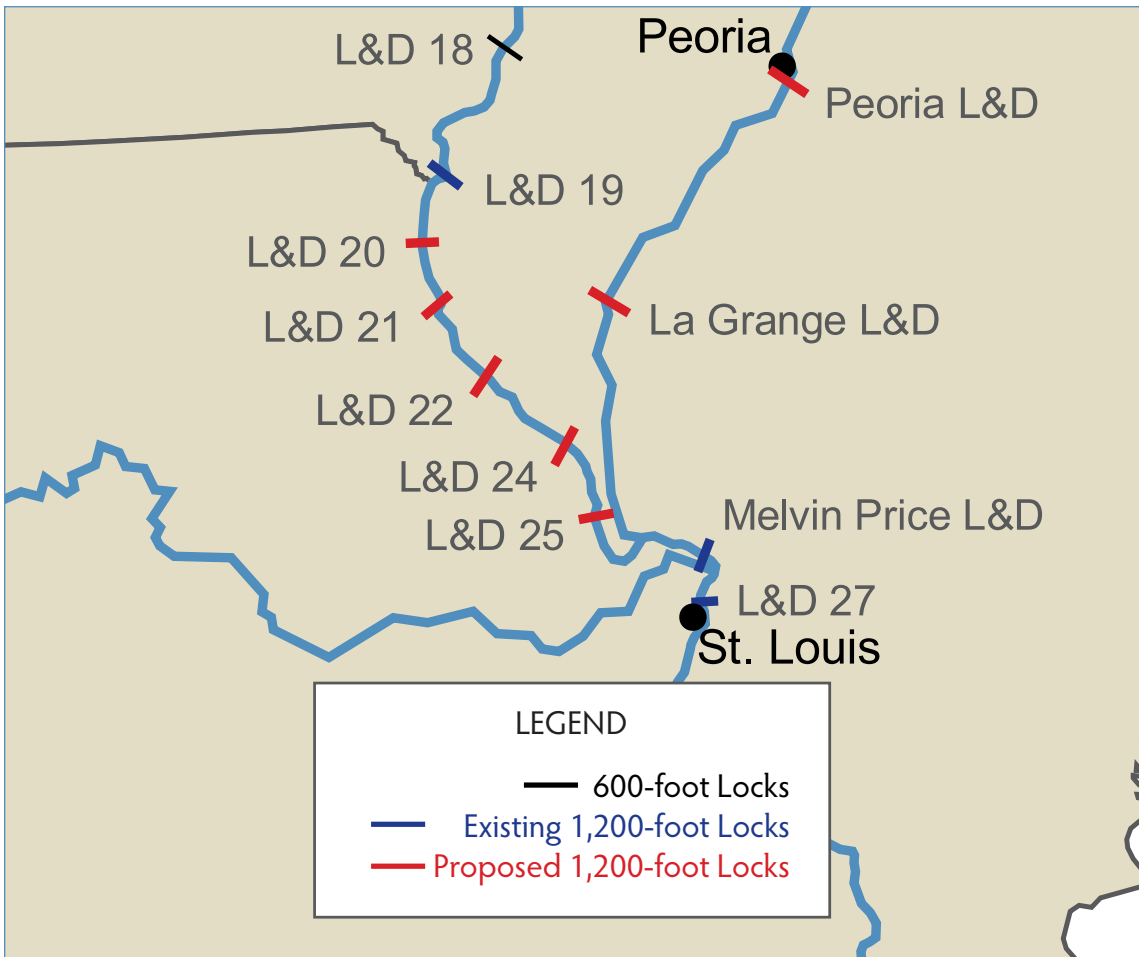 Peoria
L&D 18
Peoria L&D
L&D 19
L&D 20
La Grange L&D
L&D 21
L&D 22
L&D 24
Melvin Price L&D
L&D 25
L&D 27
St. Louis
LEGEND
600-foot Locks
Existing 1,200-foot Locks
Proposed 1,200-foot Locks